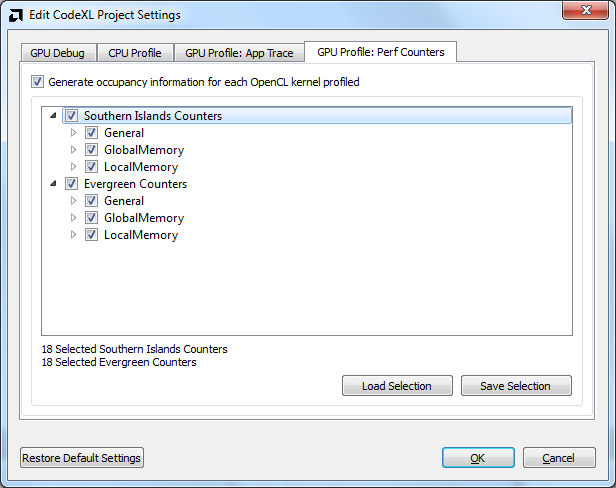 Edit CodeXL Project Settings
GPU Debug
CPU Profile
GPU Profile: App Trace
GPU Profile: Perf Counters
Generate occupancy information for each OpenCL kernel profiled
Southern Islands Counters
General
GlobalMemory
LocalMemory
Evergreen Counters
General
GlobalMemory
LocalMemory
18 Selected Southern Islands Counters
18 Selected Evergreen Counters
Load Selection
Save Selection
Restore Default Settings
OK
Cancel